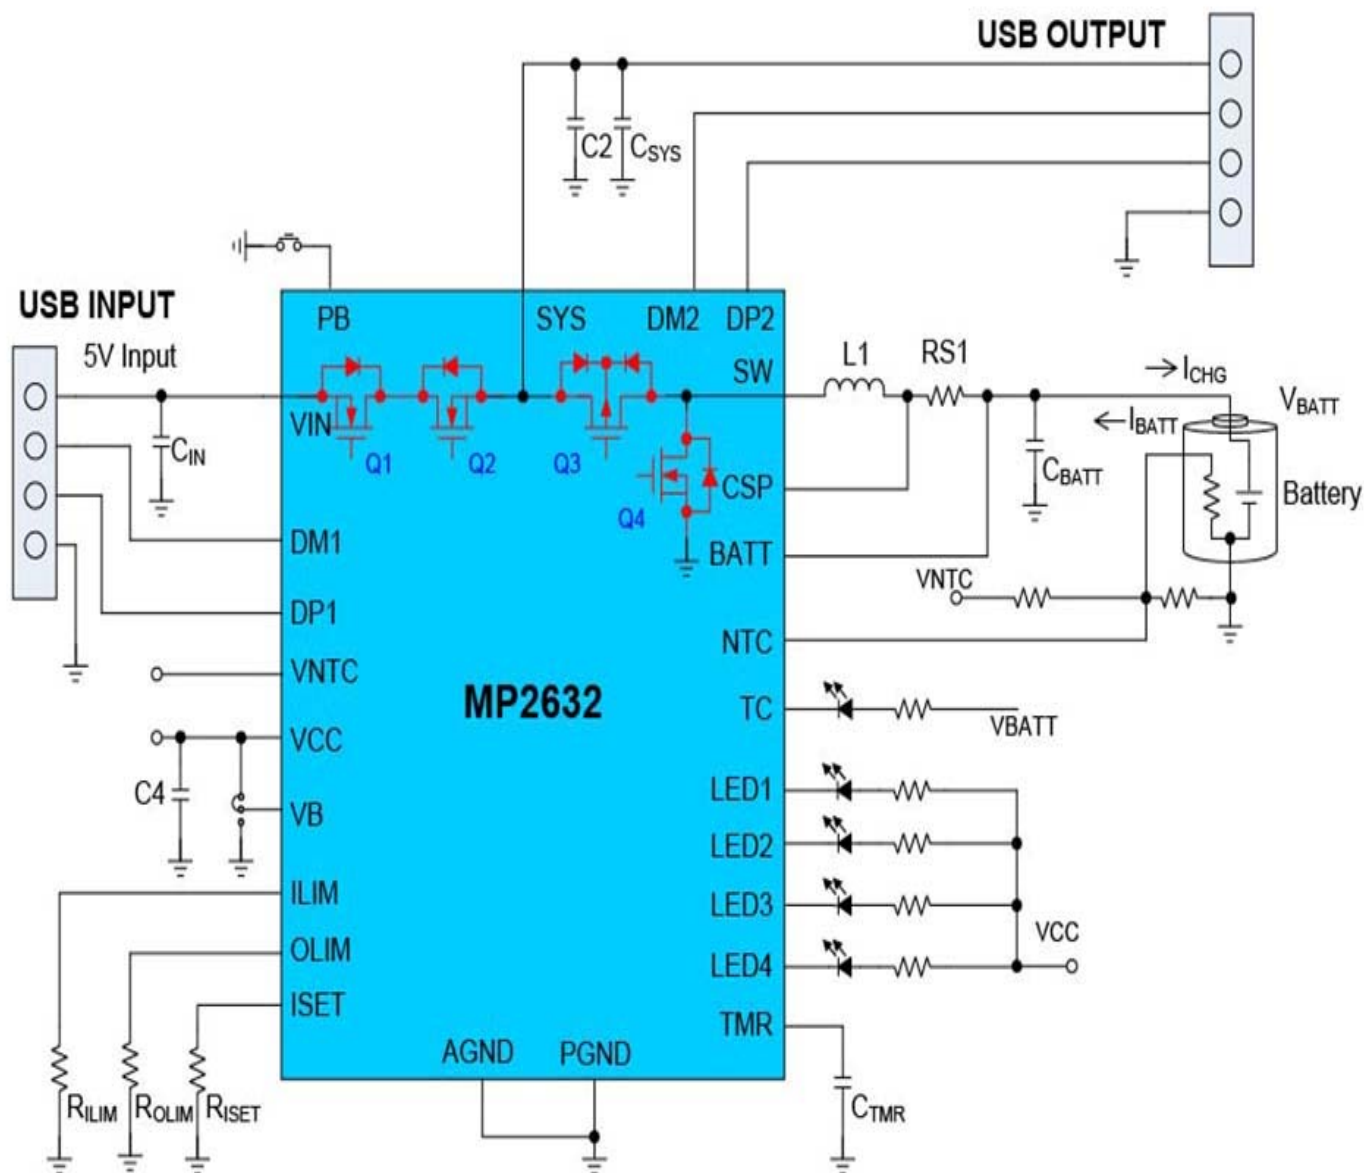 USB OUTPUT
C2
CSYS
USB INPUT
5V Input
PB
SYS
DM2
DP2
SW
L1
RS1
ICHG
VBATT
IBATT
VIN
CIN
Q1
Q2
Q3
Q4
CSP
CBATT
Battery
DM1
BATT
VNTC
DP1
NTC
VNTC
MP2632
TC
VBATT
VCC
C4
VB
LED1
LED2
ILIM
LED3
VCC
OLIM
LED4
ISET
TMR
AGND
PGND
RILIM
ROLIM
RISET
CTMR